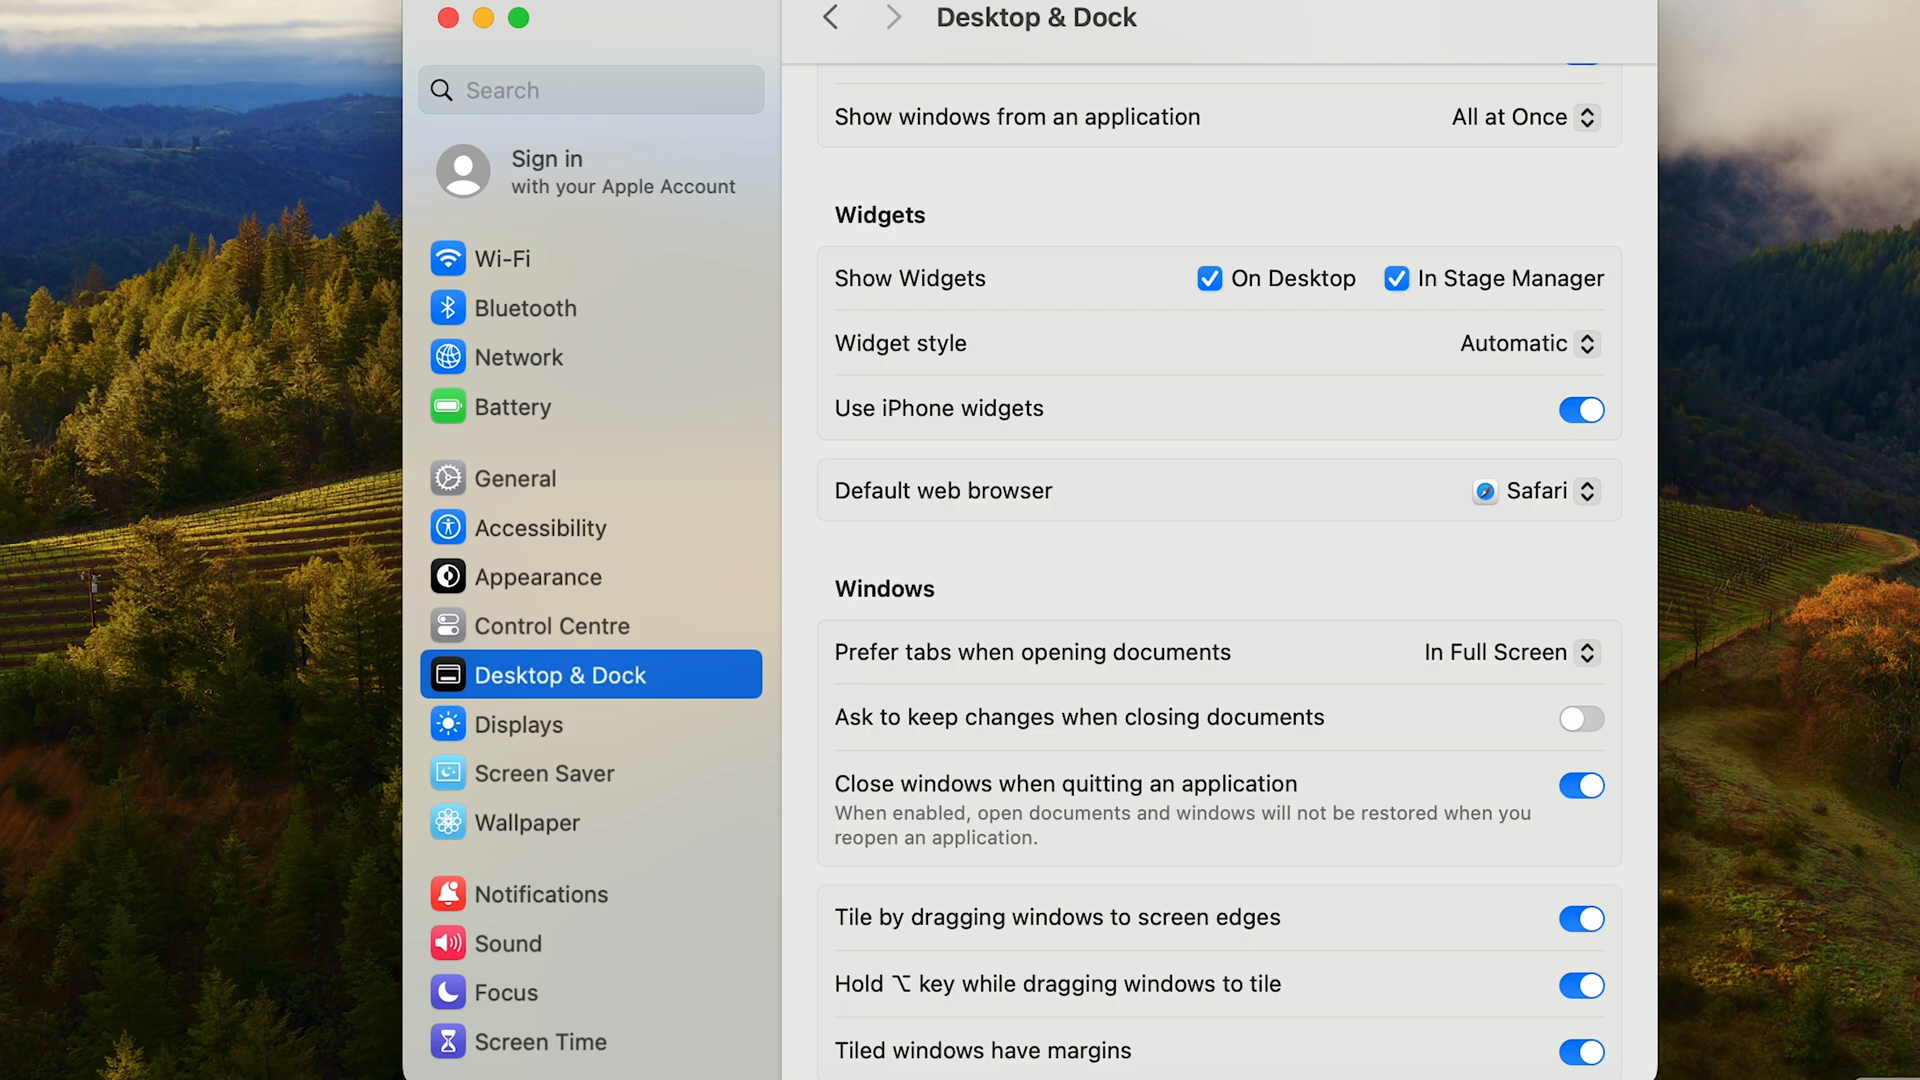 Desktop & Dock
Search
Sign in
with your Apple Account
Wi-Fi
Bluetooth
Network
Battery
General
Accessibility
Appearance
Control Centre
Desktop & Dock
Displays
Screen Saver
Wallpaper
Notifications
Sound
Focus
Screen Time
Show windows from an application All at Once
Widgets
Show Widgets On Desktop In Stage Manager
Widget style Automatic
Use iPhone widgets
Default web browser Safari
Windows
Prefer tabs when opening documents In Full Screen
Ask to keep changes when closing documents
Close windows when quitting an application
When enabled, open documents and windows will not be restored when you
reopen an application.
Tile by dragging windows to screen edges
Hold ⌥ key while dragging windows to tile
Tiled windows have margins